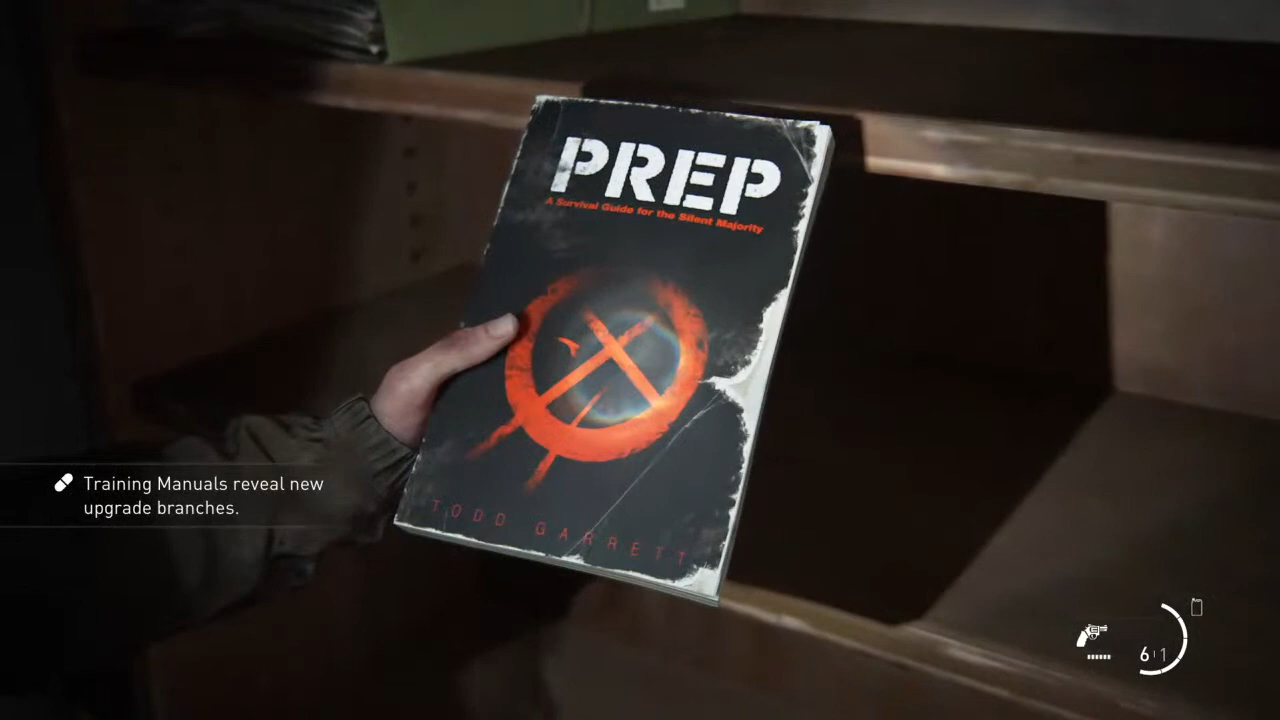 PREP
A Survival Guide for the Silent Majority
TODD GARRETT
Training Manuals reveal new
upgrade branches.
6 1